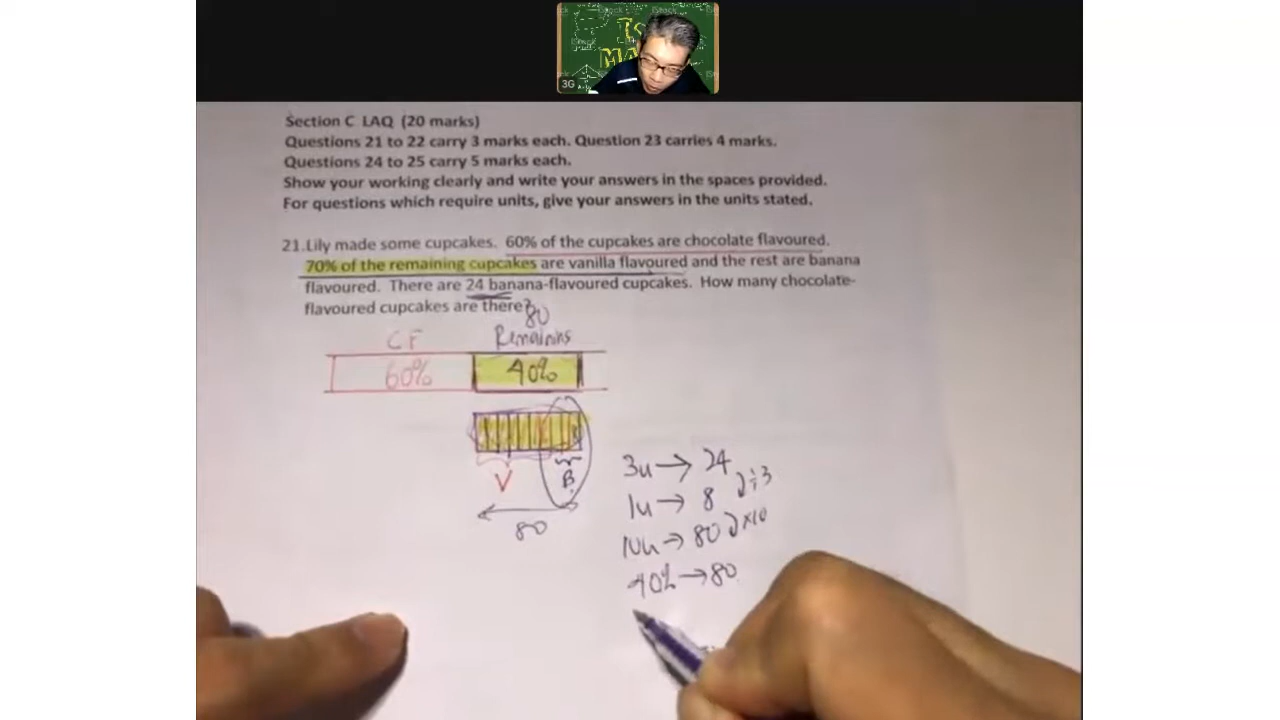 3G
Section C LAQ (20 marks)
Questions 21 to 22 carry 3 marks each. Question 23 carries 4 marks.
Questions 24 to 25 carry 5 marks each.
Show your working clearly and write your answers in the spaces provided.
For questions which require units, give your answers in the units stated.
21. Lily made some cupcakes. 60% of the cupcakes are chocolate flavoured.
70% of the remaining cupcakes are vanilla flavoured and the rest are banana
flavoured. There are 24 banana-flavoured cupcakes. How many chocolate-
flavoured cupcakes are there?
80
CF Remaining
60% 40%
V B
80
3u → 24
÷3
1u → 8
×10
10u → 80
40% → 80